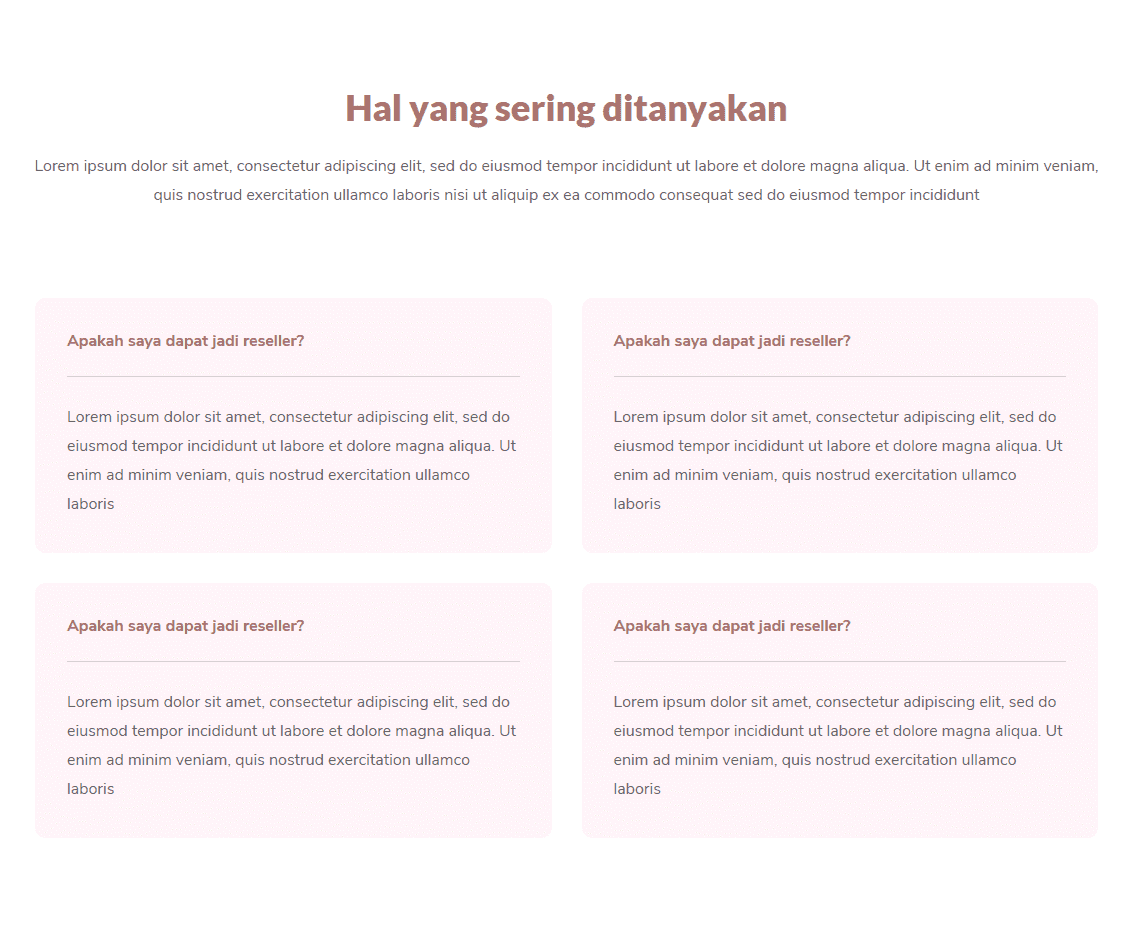 Hal yang sering ditanyakan
Lorem ipsum dolor sit amet, consectetur adipiscing elit, sed do eiusmod tempor incididunt ut labore et dolore magna aliqua. Ut enim ad minim veniam,
quis nostrud exercitation ullamco laboris nisi ut aliquip ex ea commodo consequat sed do eiusmod tempor incididunt
Apakah saya dapat jadi reseller?
Lorem ipsum dolor sit amet, consectetur adipiscing elit, sed do
eiusmod tempor incididunt ut labore et dolore magna aliqua. Ut
enim ad minim veniam, quis nostrud exercitation ullamco
laboris
Apakah saya dapat jadi reseller?
Lorem ipsum dolor sit amet, consectetur adipiscing elit, sed do
eiusmod tempor incididunt ut labore et dolore magna aliqua. Ut
enim ad minim veniam, quis nostrud exercitation ullamco
laboris
Apakah saya dapat jadi reseller?
Lorem ipsum dolor sit amet, consectetur adipiscing elit, sed do
eiusmod tempor incididunt ut labore et dolore magna aliqua. Ut
enim ad minim veniam, quis nostrud exercitation ullamco
laboris
Apakah saya dapat jadi reseller?
Lorem ipsum dolor sit amet, consectetur adipiscing elit, sed do
eiusmod tempor incididunt ut labore et dolore magna aliqua. Ut
enim ad minim veniam, quis nostrud exercitation ullamco
laboris